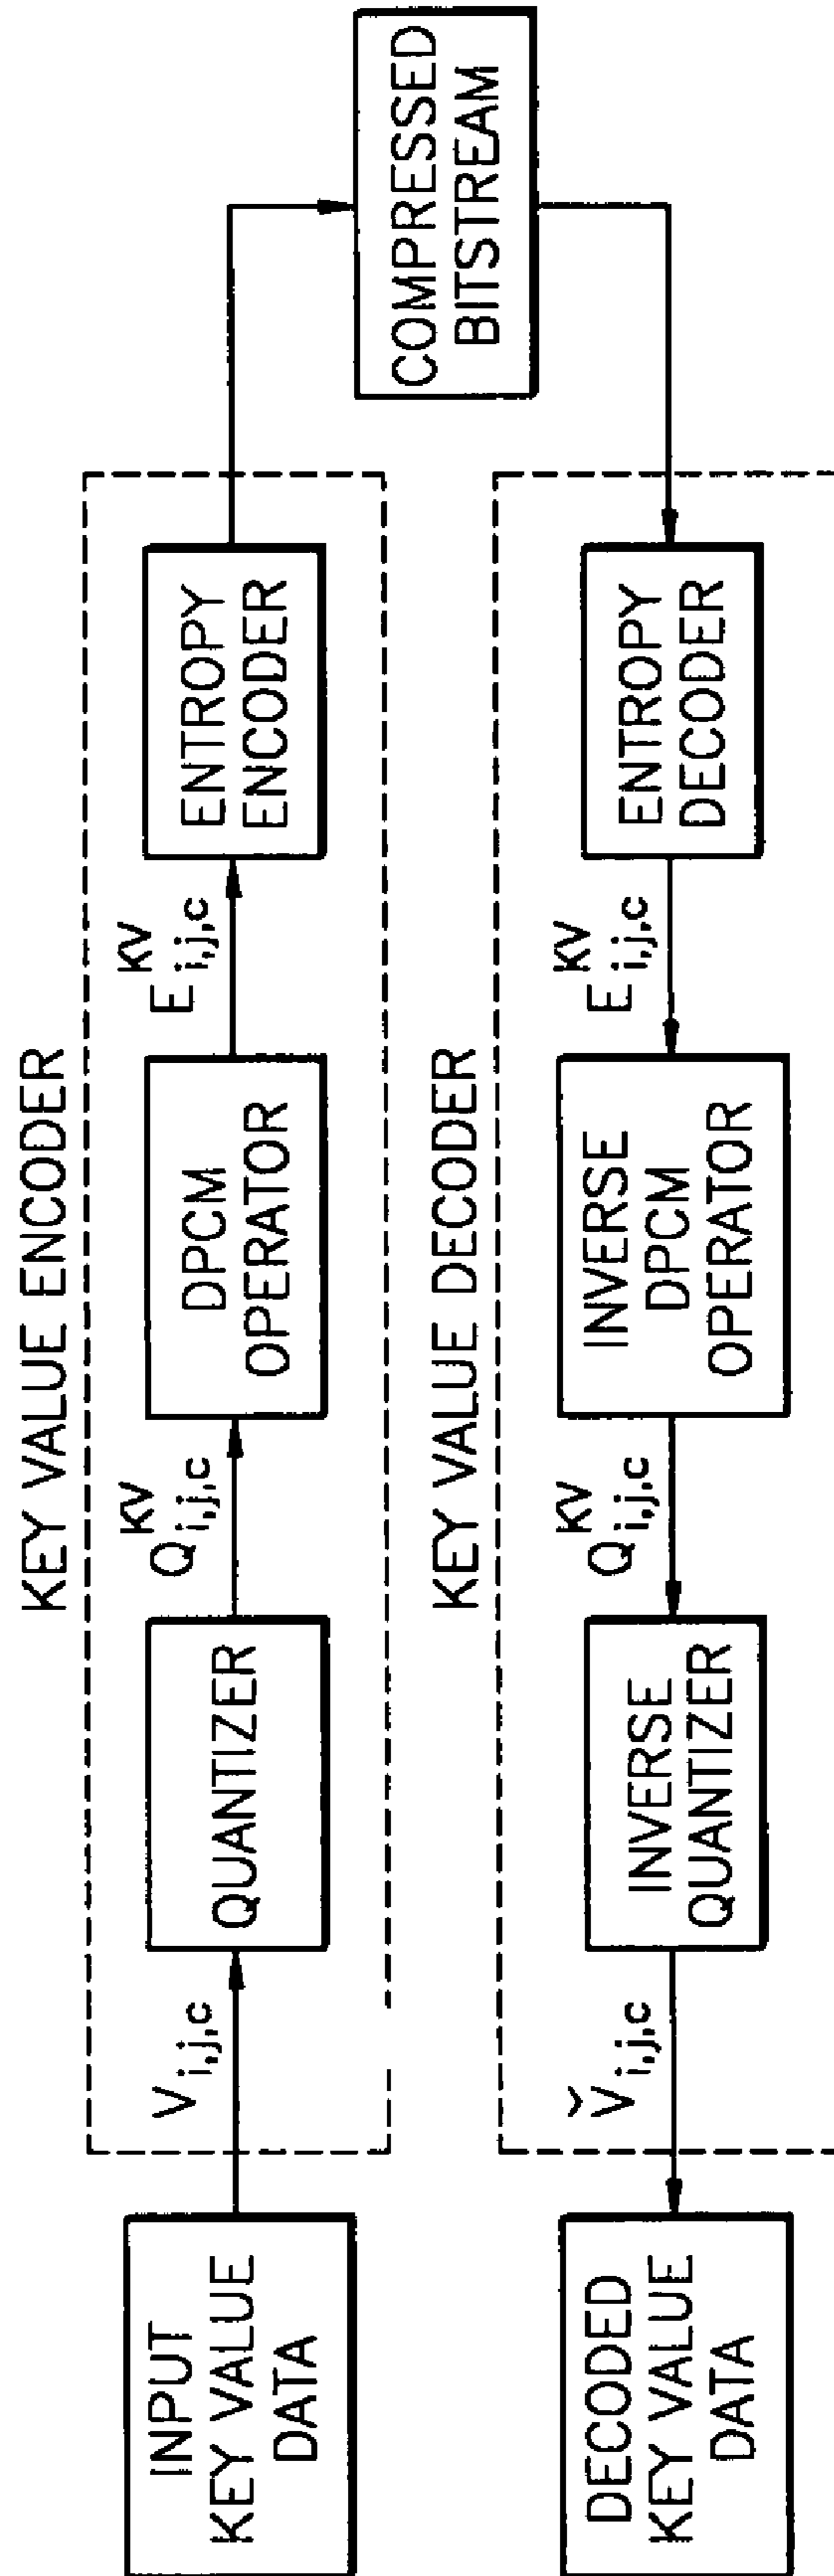 KEY VALUE ENCODER
INPUT
KEY VALUE
DATA
V i,j,c
QUANTIZER
Q i,j,c KV
DPCM
OPERATOR
E i,j,c KV
ENTROPY
ENCODER
COMPRESSED
BITSTREAM
KEY VALUE DECODER
DECODED
KEY VALUE
DATA
V̌ i,j,c
INVERSE
QUANTIZER
Q i,j,c KV
INVERSE
DPCM
OPERATOR
E i,j,c KV
ENTROPY
DECODER